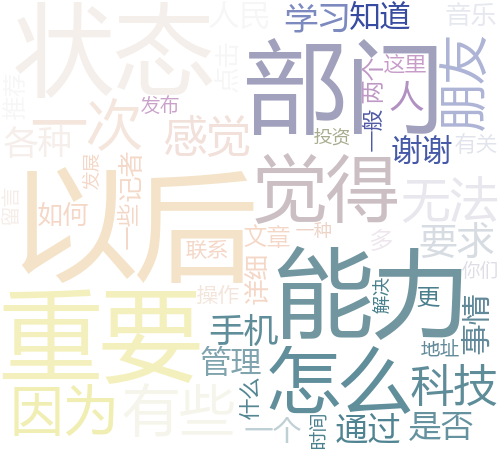 状态
人民
学习
知道
音乐
点击
推荐
发布
部门
两个
这里
人
朋友
一次
各种
感觉
投资
一般
谢谢
有关
发展
一些
记者
觉得
无法
留言
以后
如何
联系
文章
一种
多
要求
你们
操作
详细
能力
解决
更
事情
重要
手机
管理
怎么
地址
科技
什么
因为
有些
一个
时间
通过
是否